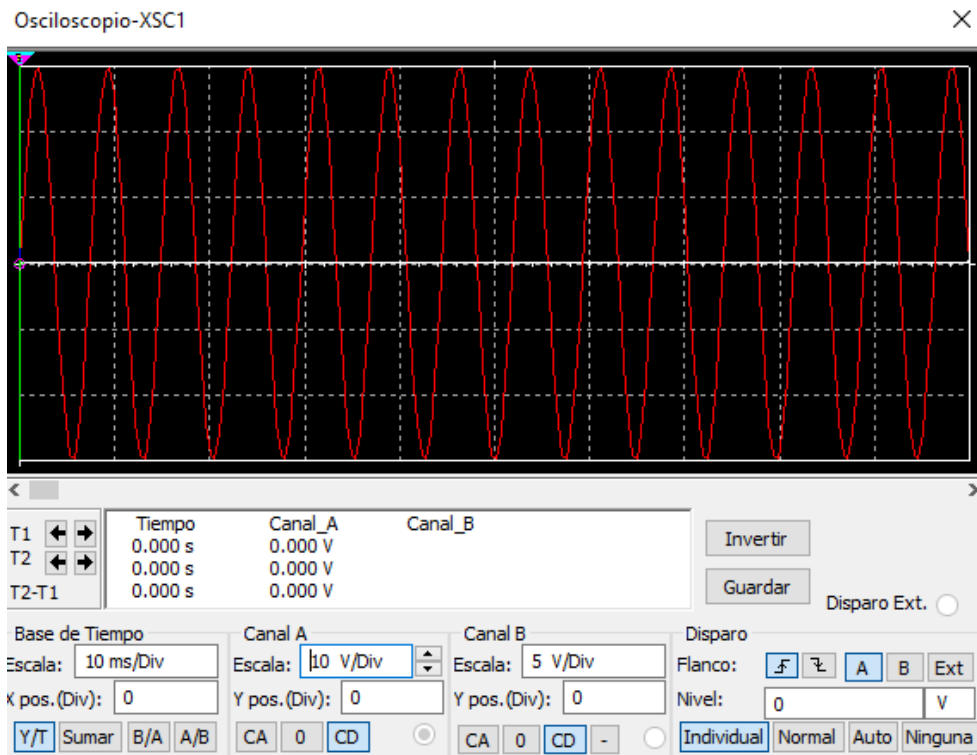 Osciloscopio-XSC1
Tiempo Canal_A Canal_B
T1 0.000 s 0.000 V
T2 0.000 s 0.000 V
T2-T1 0.000 s 0.000 V
Invertir
Guardar
Disparo Ext.
Base de Tiempo
Escala: 10 ms/Div
X pos.(Div): 0
Y/T Sumar B/A A/B
Canal A
Escala: 10 V/Div
Y pos.(Div): 0
CA 0 CD
Canal B
Escala: 5 V/Div
Y pos.(Div): 0
CA 0 CD -
Disparo
Flanco: A B Ext
Nivel: 0 V
Individual Normal Auto Ninguna